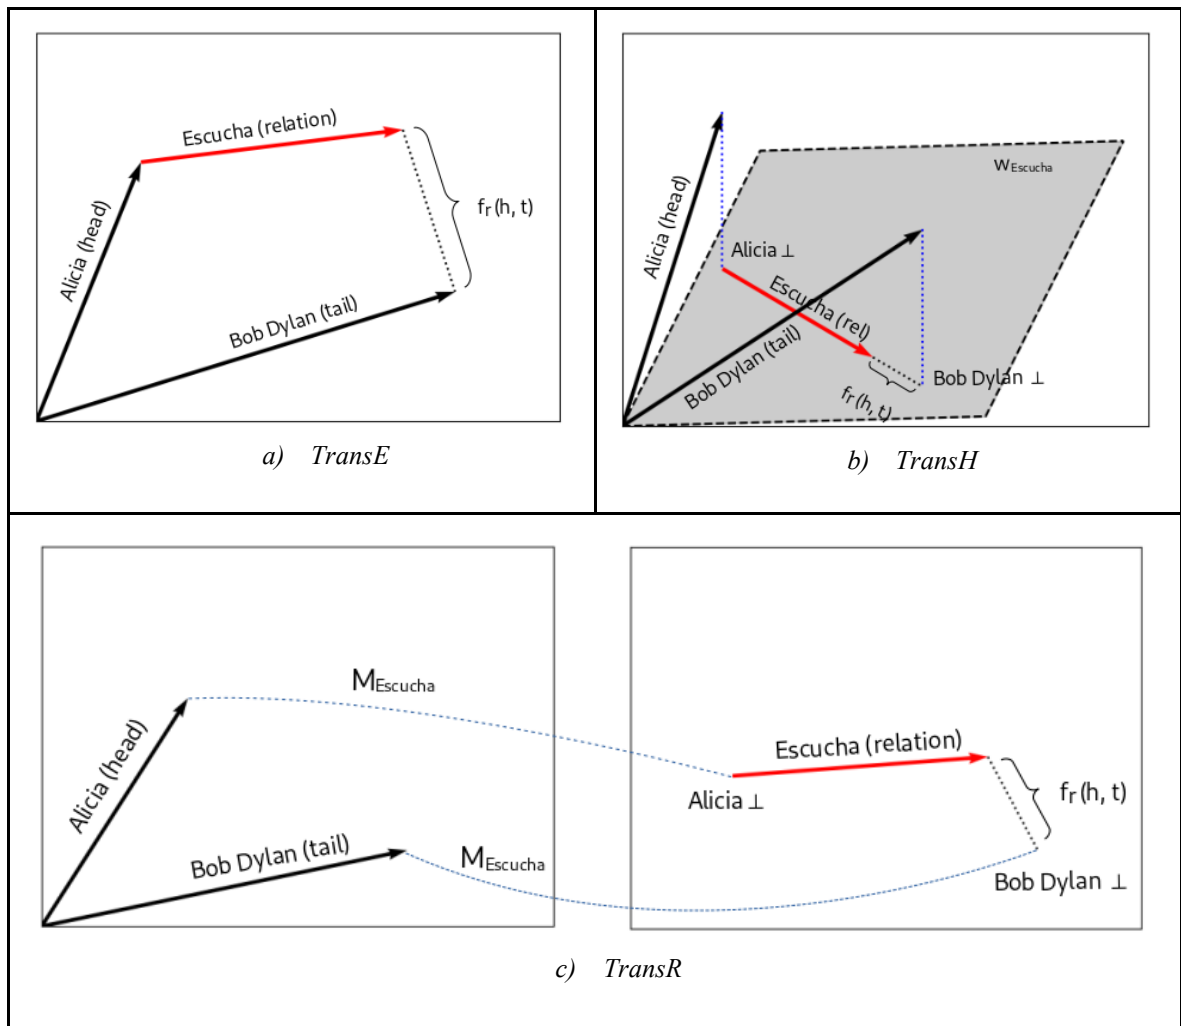 Escucha (relation)
Alicia (head)
fr (h, t)
Bob Dylan (tail)
a) TransE
wEscucha
Alicia (head)
Alicia ⊥
Escucha (rel)
Bob Dylan (tail)
Bob Dylan ⊥
fr (h, t)
b) TransH
MEscucha
Alicia (head)
Bob Dylan (tail)
MEscucha
Escucha (relation)
Alicia ⊥
fr (h, t)
Bob Dylan ⊥
c) TransR